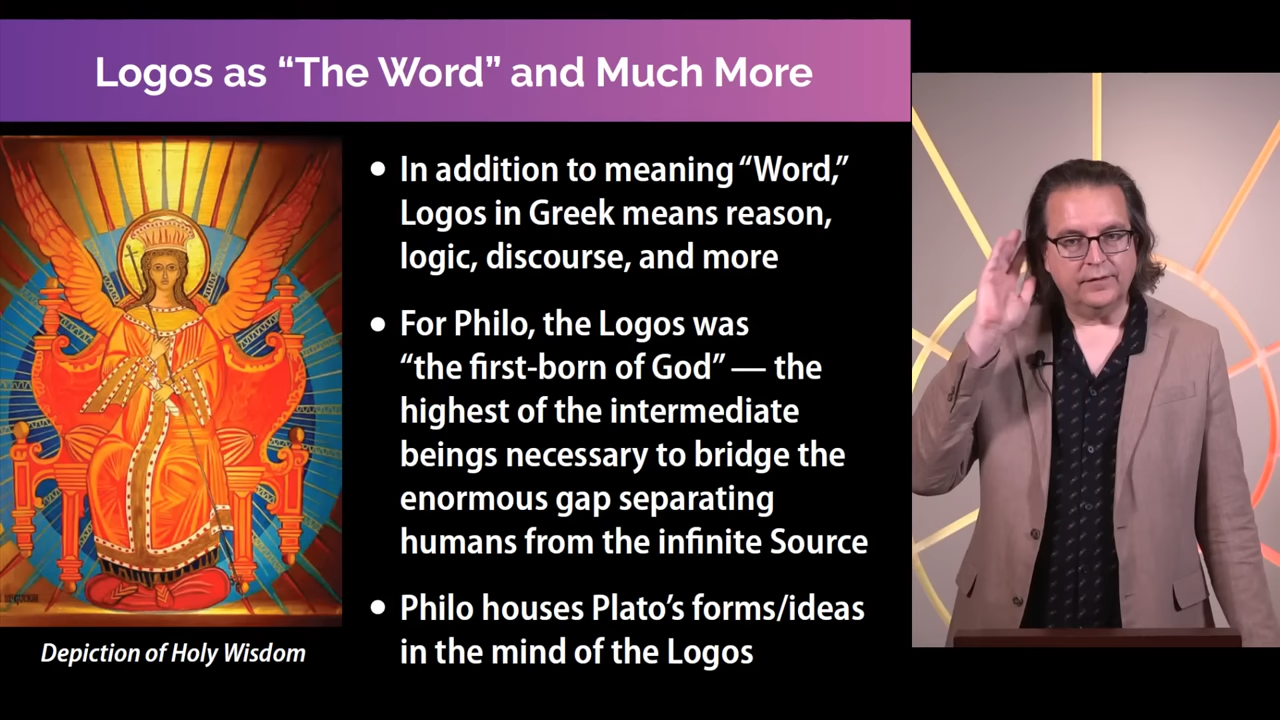 Logos as “The Word” and Much More
• In addition to meaning “Word,”
Logos in Greek means reason,
logic, discourse, and more
• For Philo, the Logos was
“the first-born of God” — the
highest of the intermediate
beings necessary to bridge the
enormous gap separating
humans from the infinite Source
• Philo houses Plato’s forms/ideas
in the mind of the Logos
Depiction of Holy Wisdom